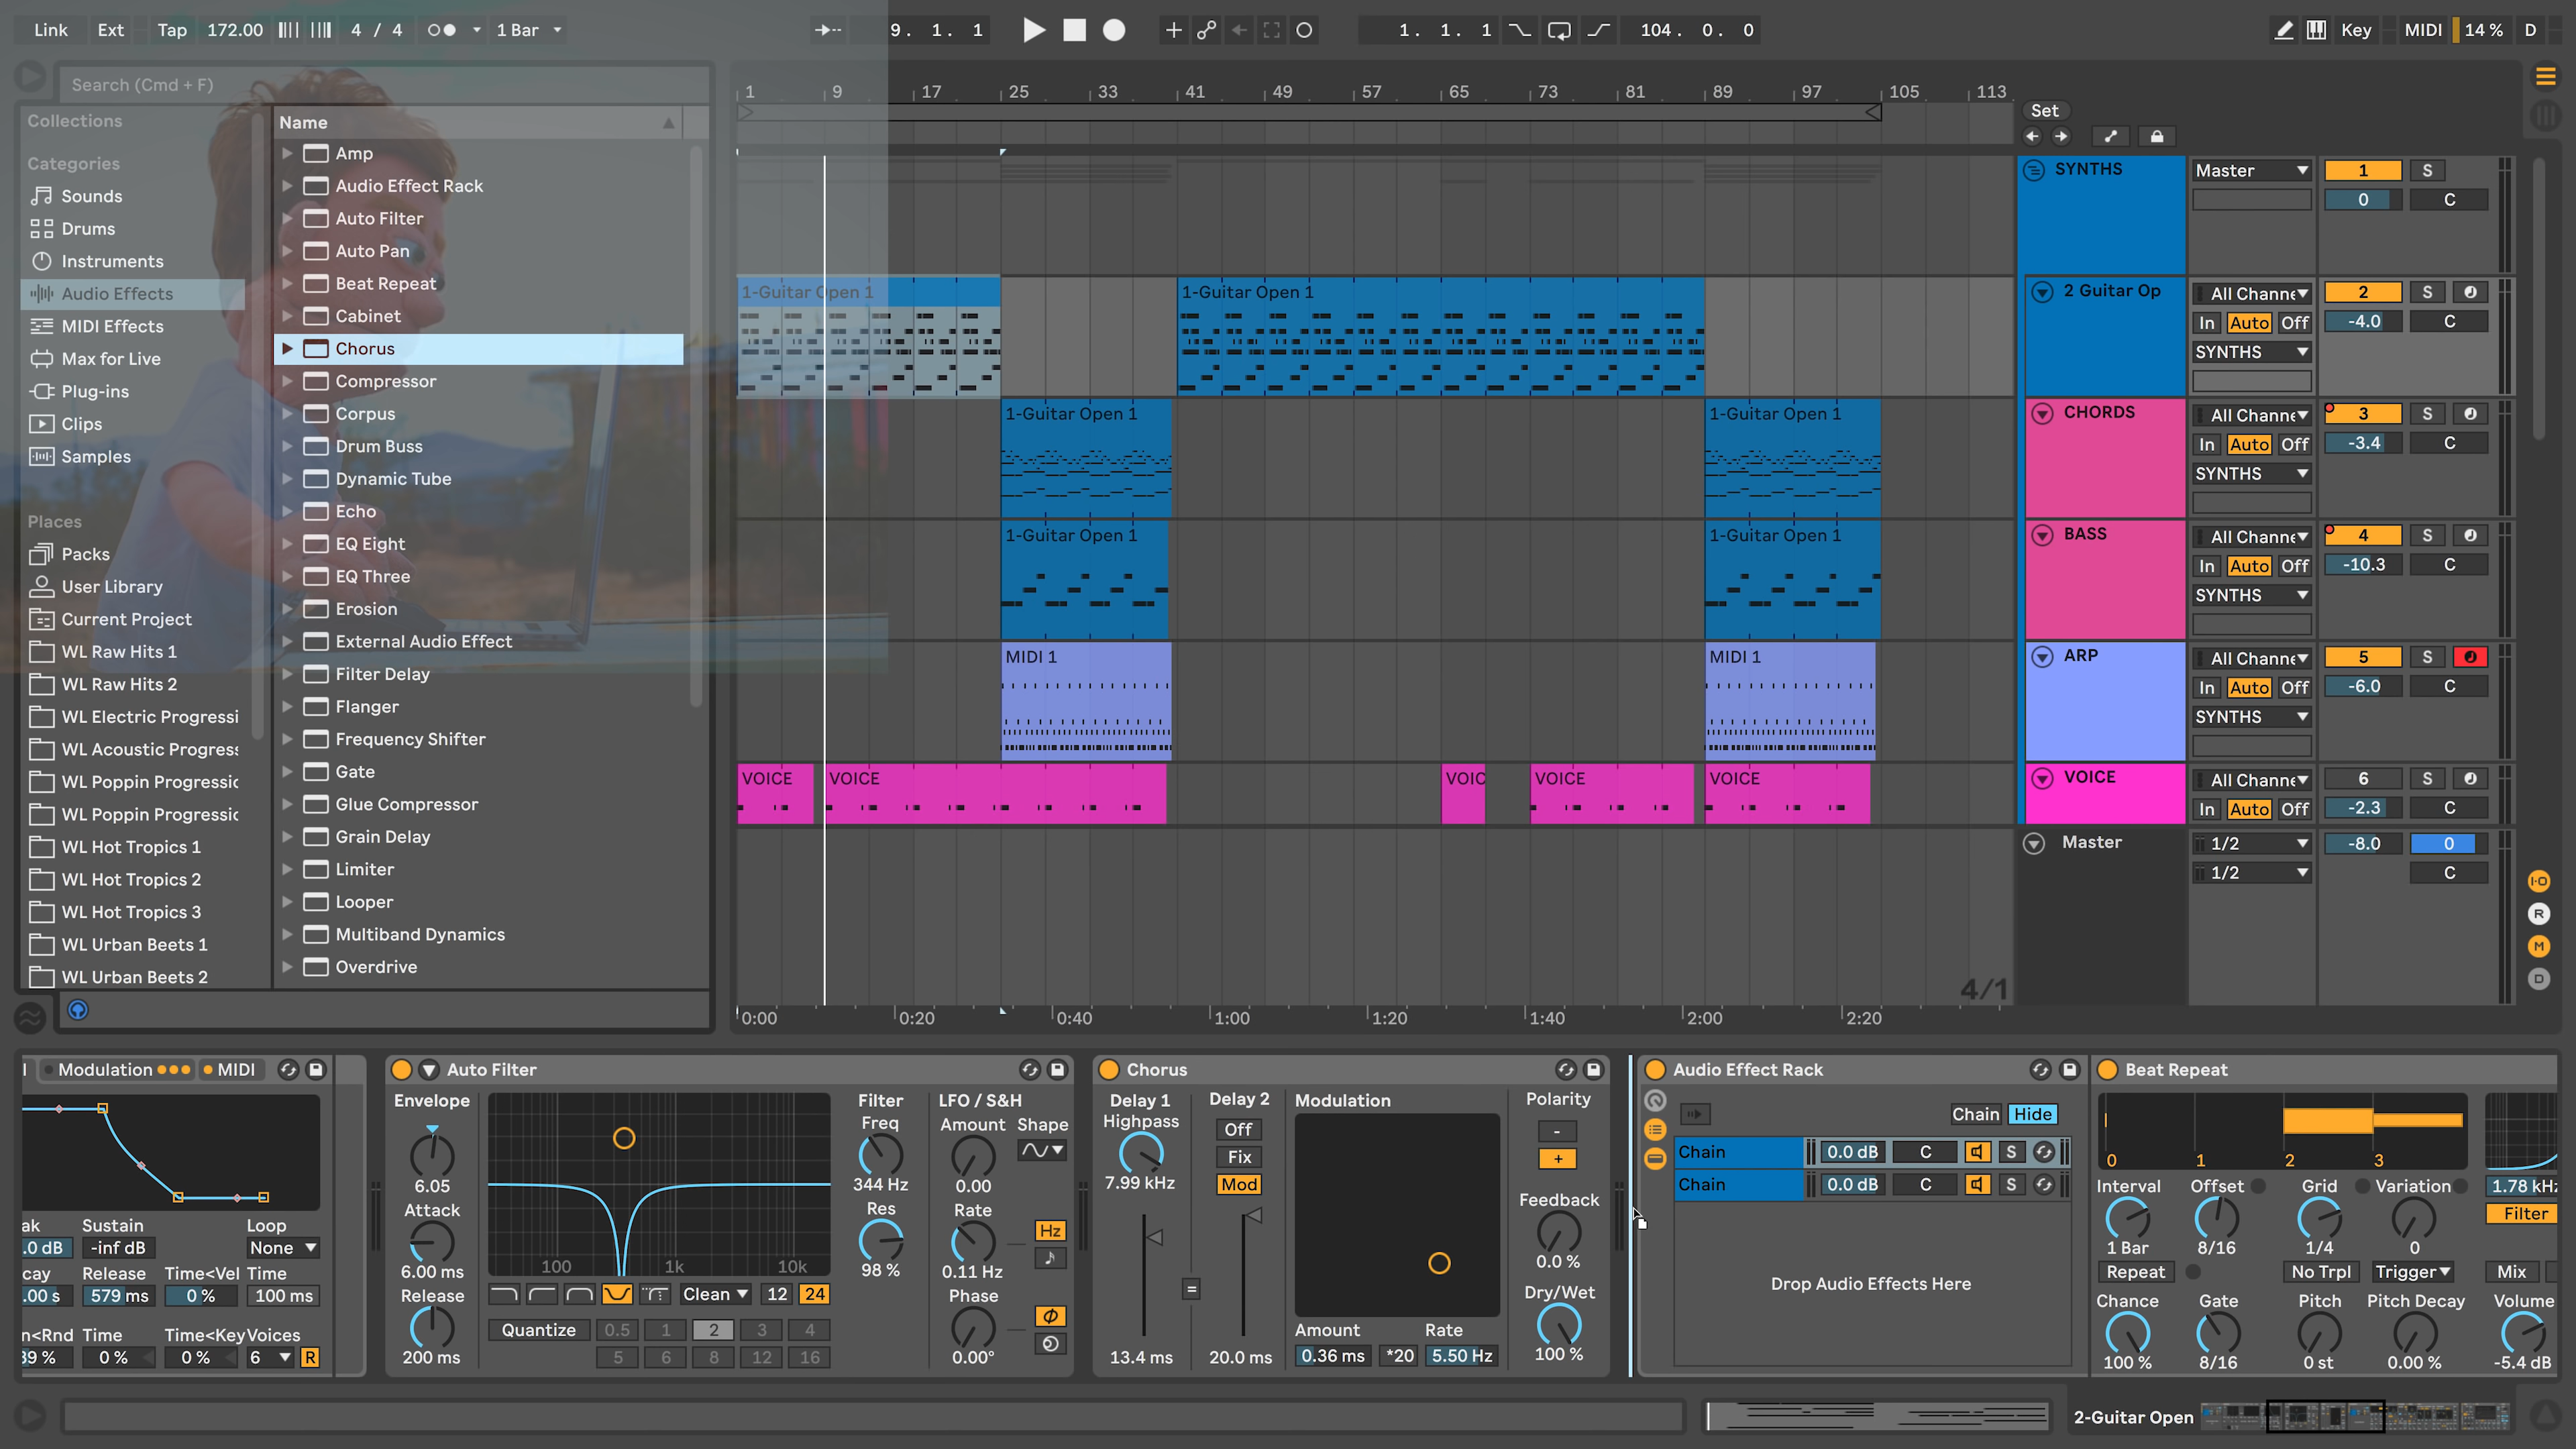 Link Ext Tap 172.00 4 / 4 1 Bar 9. 1. 1 1. 1. 1 104. 0. 0 Key MIDI 14 % D
Search (Cmd + F)
Collections
Categories
Sounds
Drums
Instruments
Audio Effects
MIDI Effects
Max for Live
Plug-ins
Clips
Samples
Places
Packs
User Library
Current Project
WL Raw Hits 1
WL Raw Hits 2
WL Electric Progressi
WL Acoustic Progress
WL Poppin Progressic
WL Poppin Progressic
WL Hot Tropics 1
WL Hot Tropics 2
WL Hot Tropics 3
WL Urban Beets 1
WL Urban Beets 2
Name
Amp
Audio Effect Rack
Auto Filter
Auto Pan
Beat Repeat
Cabinet
Chorus
Compressor
Corpus
Drum Buss
Dynamic Tube
Echo
EQ Eight
EQ Three
Erosion
External Audio Effect
Filter Delay
Flanger
Frequency Shifter
Gate
Glue Compressor
Grain Delay
Limiter
Looper
Multiband Dynamics
Overdrive
1 9 17 25 33 41 49 57 65 73 81 89 97 105 113
Set
SYNTHS Master 1 S
0 C
1-Guitar Open 1 1-Guitar Open 1 2 Guitar Op All Channe 2 S
In Auto Off -4.0 C
SYNTHS
1-Guitar Open 1 1-Guitar Open 1 CHORDS All Channe 3 S
In Auto Off -3.4 C
SYNTHS
1-Guitar Open 1 1-Guitar Open 1 BASS All Channe 4 S
In Auto Off -10.3 C
SYNTHS
MIDI 1 MIDI 1 ARP All Channe 5 S
In Auto Off -6.0 C
SYNTHS
VOICE VOICE VOIC VOICE VOICE VOICE All Channe 6 S
In Auto Off -2.3 C
Master 1/2 -8.0 0
1/2 C
I·O
R
M
D
4/1
0:00 0:20 0:40 1:00 1:20 1:40 2:00 2:20
Modulation MIDI
ak Sustain Loop
.0 dB -inf dB None
cay Release Time<Vel Time
.00 s 579 ms 0 % 100 ms
n<Rnd Time Time<Key Voices
39 % 0 % 0 % 6 R
Auto Filter
Envelope Filter LFO / S&H
6.05
Attack
6.00 ms
Release
200 ms
100 1k 10k
Clean 12 24
Quantize 0.5 1 2 3 4
5 6 8 12 16
Freq
344 Hz
Res
98 %
Amount Shape
0.00
Rate
Hz
0.11 Hz
Phase
0.00°
Chorus
Delay 1 Delay 2 Modulation Polarity
Highpass
7.99 kHz
Off
Fix
Mod
-
+
=
13.4 ms 20.0 ms
Amount Rate
0.36 ms *20 5.50 Hz
Feedback
0.0 %
Dry/Wet
100 %
Audio Effect Rack
Chain Hide
Chain 0.0 dB C S
Chain 0.0 dB C S
Drop Audio Effects Here
Beat Repeat
0 1 2 3
Interval Offset Grid Variation 1.78 kHz
Filter
1 Bar 8/16 1/4 0
Repeat No Trpl Trigger Mix
Chance Gate Pitch Pitch Decay Volume
100 % 8/16 0 st 0.00 % -5.4 dB
2-Guitar Open